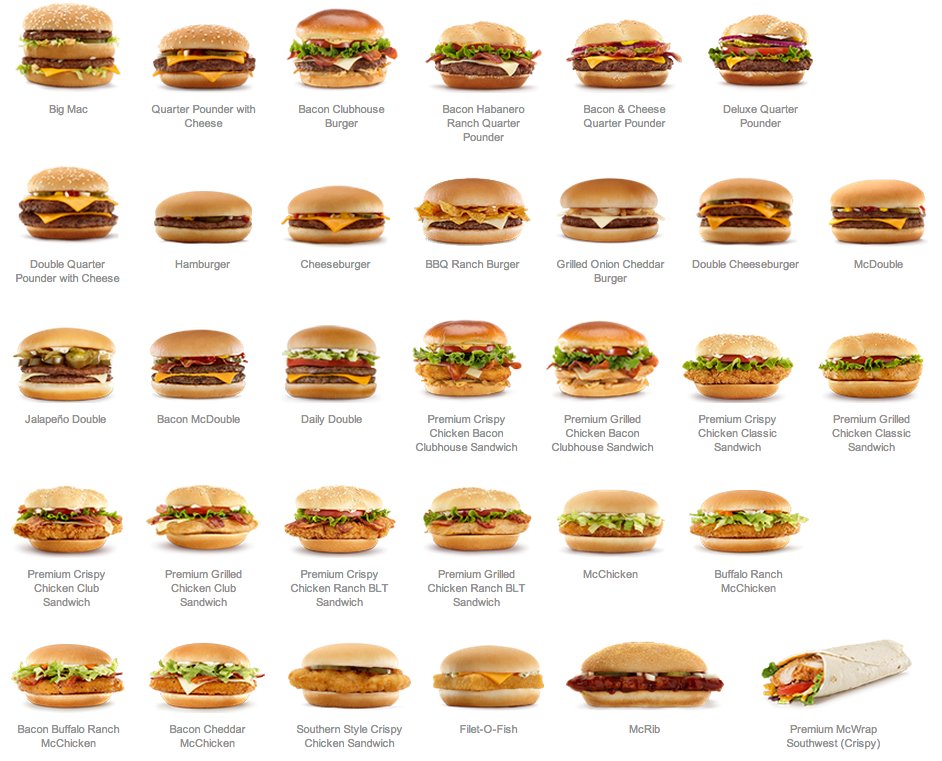 Big Mac
Quarter Pounder with
Cheese
Bacon Clubhouse
Burger
Bacon Habanero
Ranch Quarter
Pounder
Bacon & Cheese
Quarter Pounder
Deluxe Quarter
Pounder
Double Quarter
Pounder with Cheese
Hamburger
Cheeseburger
BBQ Ranch Burger
Grilled Onion Cheddar
Burger
Double Cheeseburger
McDouble
Jalapeño Double
Bacon McDouble
Daily Double
Premium Crispy
Chicken Bacon
Clubhouse Sandwich
Premium Grilled
Chicken Bacon
Clubhouse Sandwich
Premium Crispy
Chicken Classic
Sandwich
Premium Grilled
Chicken Classic
Sandwich
Premium Crispy
Chicken Club
Sandwich
Premium Grilled
Chicken Club
Sandwich
Premium Crispy
Chicken Ranch BLT
Sandwich
Premium Grilled
Chicken Ranch BLT
Sandwich
McChicken
Buffalo Ranch
McChicken
Bacon Buffalo Ranch
McChicken
Bacon Cheddar
McChicken
Southern Style Crispy
Chicken Sandwich
Filet-O-Fish
McRib
Premium McWrap
Southwest (Crispy)